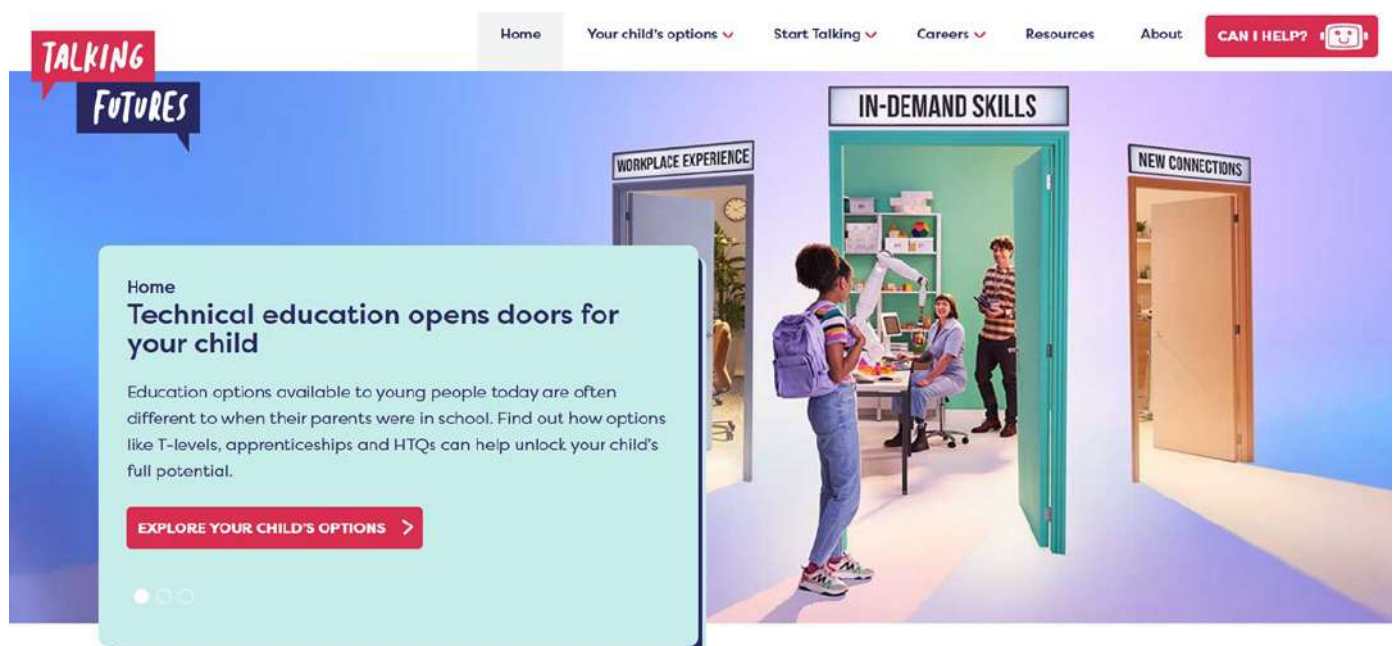 TALKING
FUTURES
Home
Your child's options
Start Talking
Careers
Resources
About
CAN I HELP?
WORKPLACE EXPERIENCE
IN-DEMAND SKILLS
NEW CONNECTIONS
Home
Technical education opens doors for
your child
Education options available to young people today are often
different to when their parents were in school. Find out how options
like T-levels, apprenticeships and HTQs can help unlock your child's
full potential.
EXPLORE YOUR CHILD'S OPTIONS